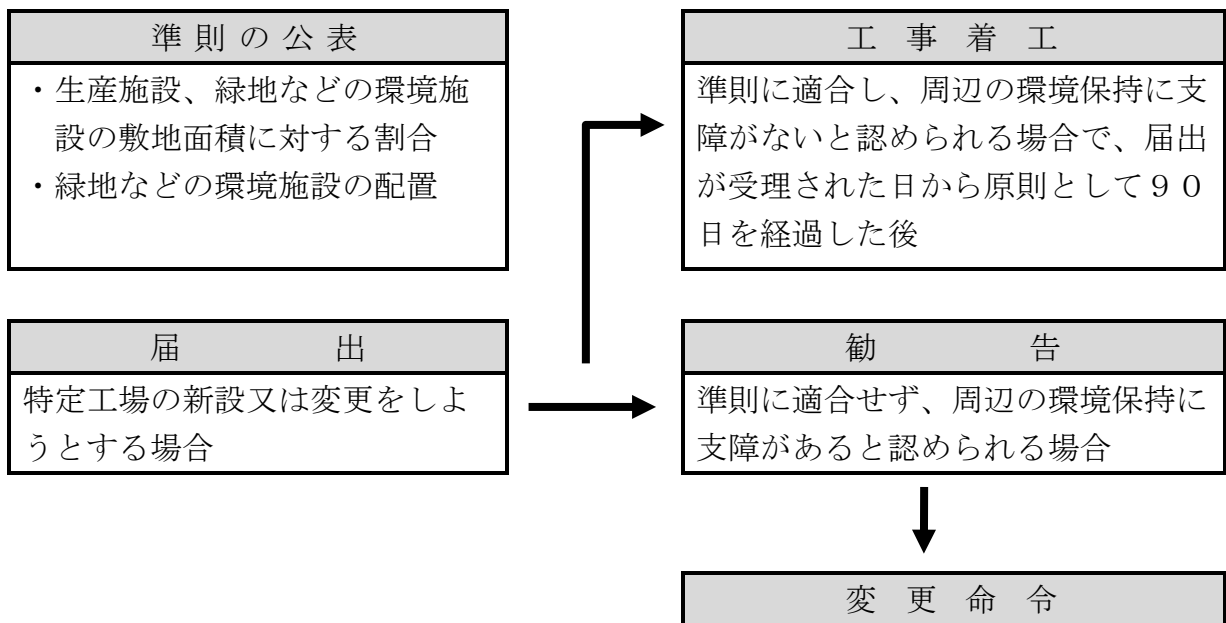 準則の公表
・生産施設、緑地などの環境施
設の敷地面積に対する割合
・緑地などの環境施設の配置
工事着工
準則に適合し、周辺の環境保持に支
障がないと認められる場合で、届出
が受理された日から原則として９０
日を経過した後
届出
特定工場の新設又は変更をしよ
うとする場合
勧告
準則に適合せず、周辺の環境保持に
支障があると認められる場合
変更命令